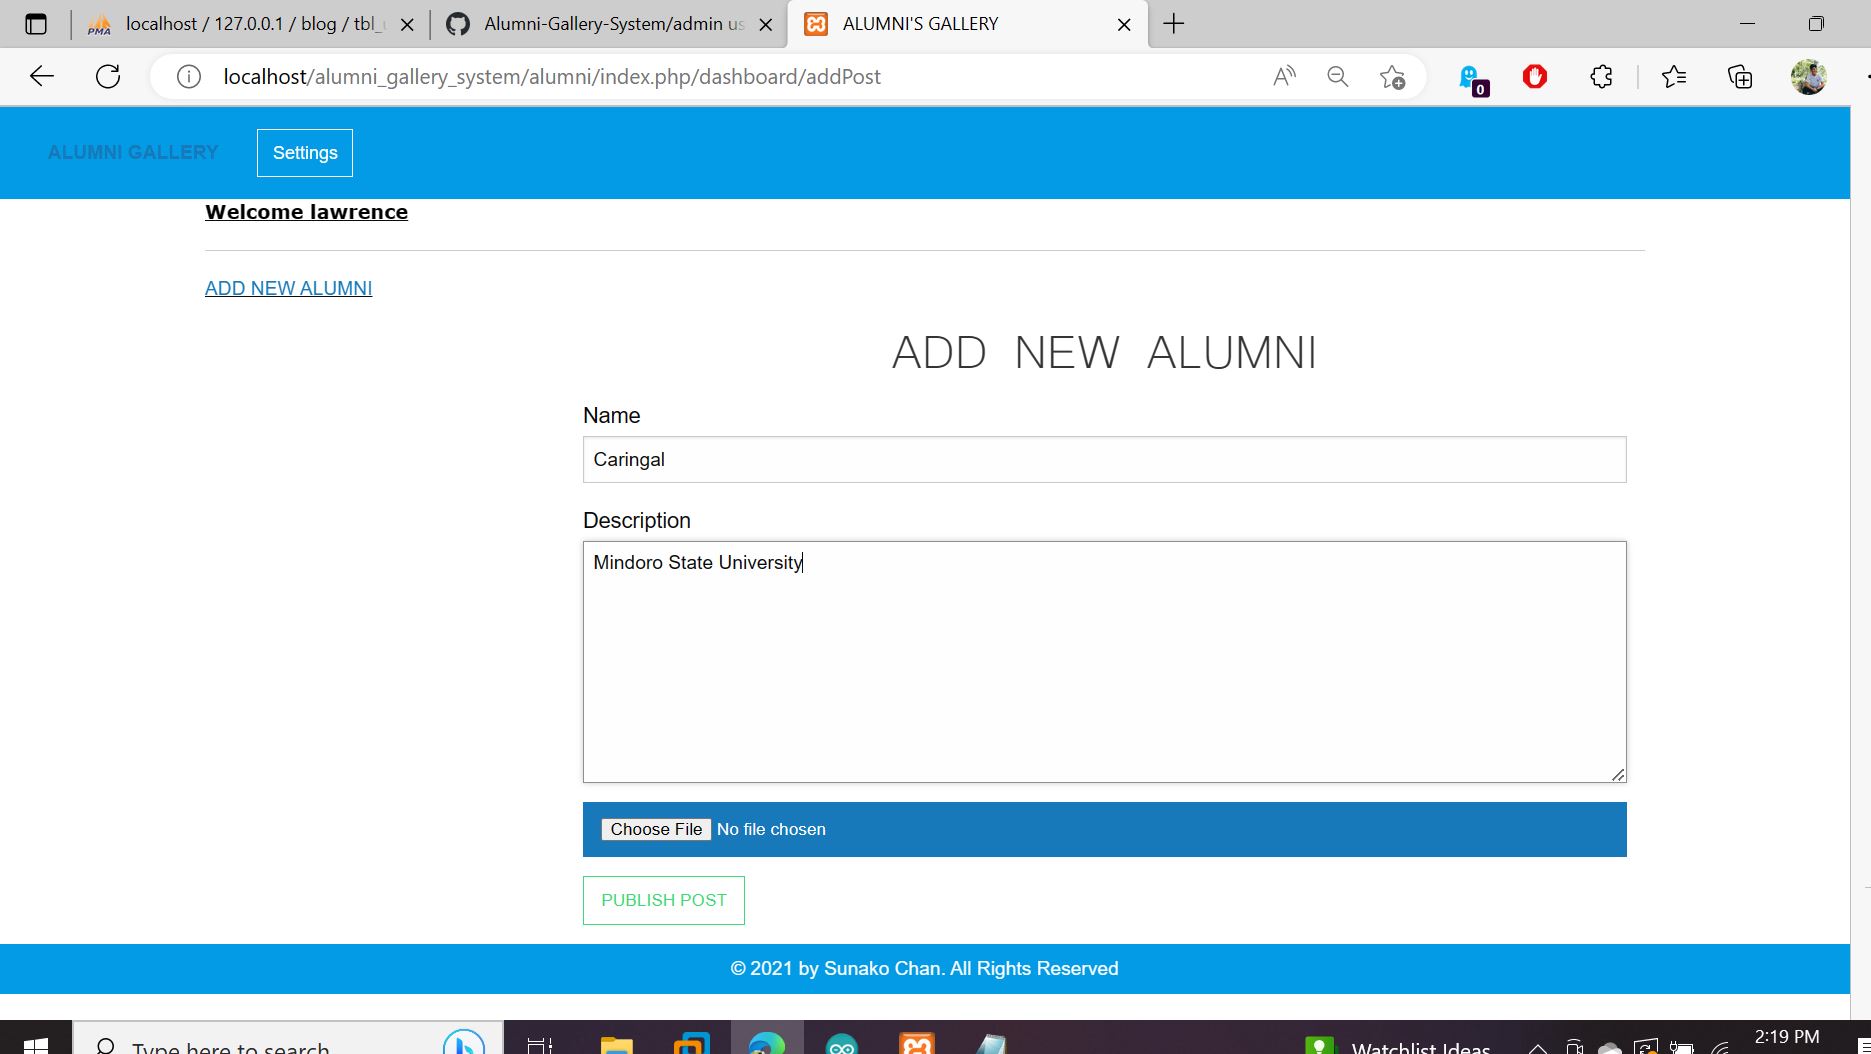 localhost / 127.0.0.1 / blog / tbl_u
Alumni-Gallery-System/admin us
ALUMNI'S GALLERY
localhost/alumni_gallery_system/alumni/index.php/dashboard/addPost
0
ALUMNI GALLERY
Settings
Welcome lawrence
ADD NEW ALUMNI
ADD NEW ALUMNI
Name
Caringal
Description
Mindoro State University
Choose File No file chosen
PUBLISH POST
© 2021 by Sunako Chan. All Rights Reserved
Type here to search
Watchlist Ideas
2:19 PM